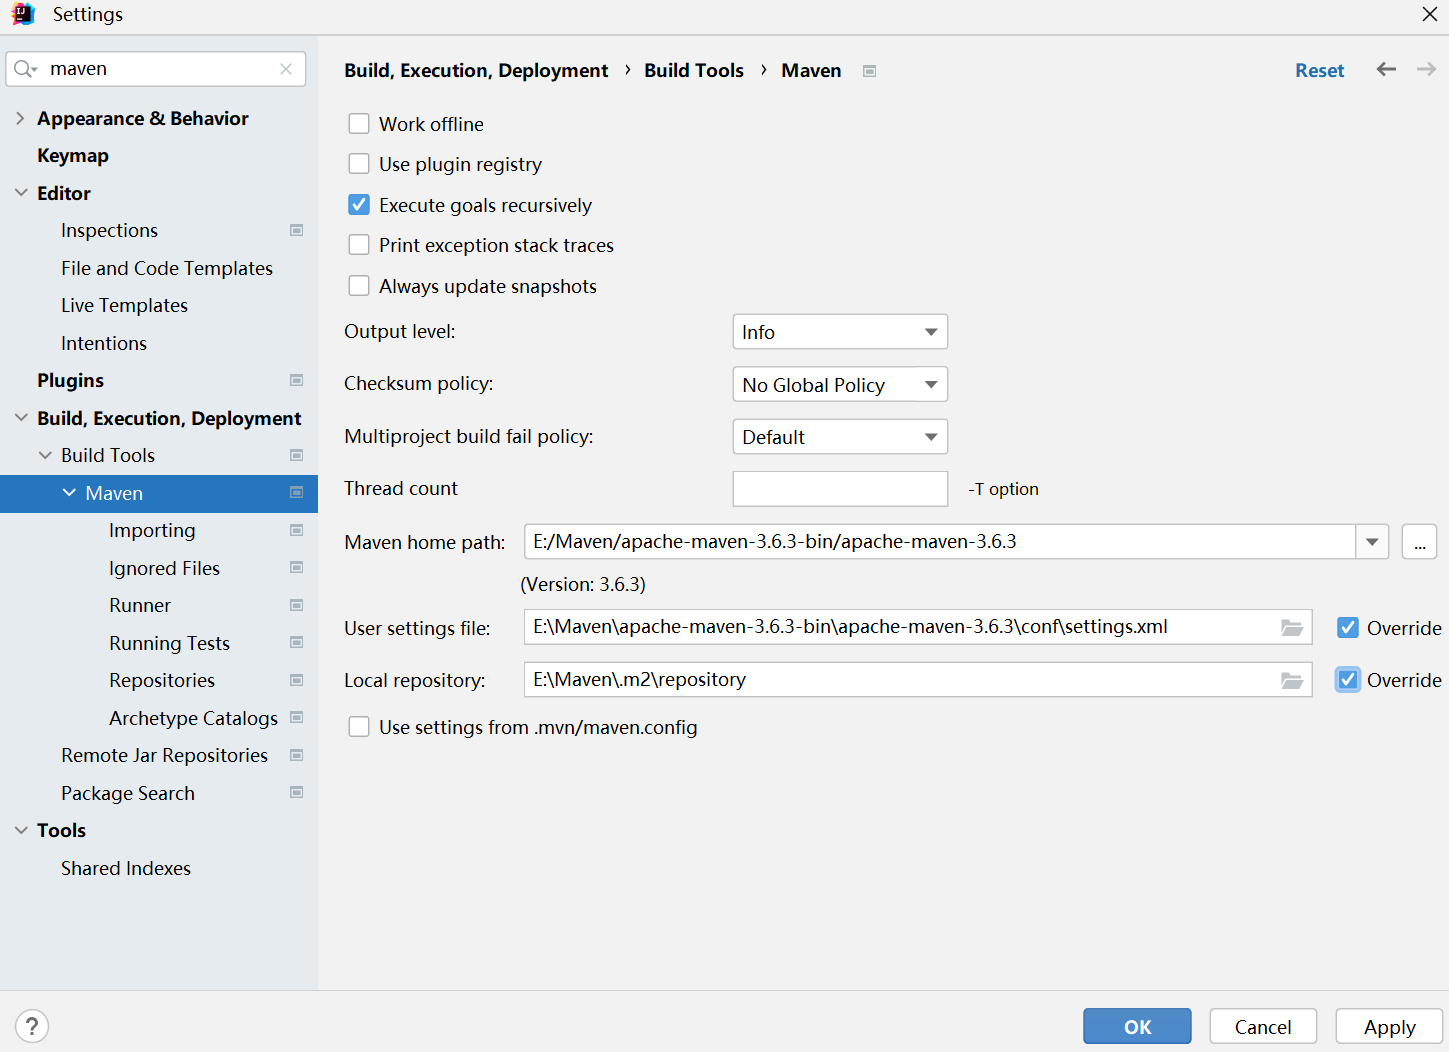 Settings
maven
Appearance & Behavior
Keymap
Editor
Inspections
File and Code Templates
Live Templates
Intentions
Plugins
Build, Execution, Deployment
Build Tools
Maven
Importing
Ignored Files
Runner
Running Tests
Repositories
Archetype Catalogs
Remote Jar Repositories
Package Search
Tools
Shared Indexes
Build, Execution, Deployment › Build Tools › Maven
Reset
Work offline
Use plugin registry
Execute goals recursively
Print exception stack traces
Always update snapshots
Output level: Info
Checksum policy: No Global Policy
Multiproject build fail policy: Default
Thread count -T option
Maven home path: E:/Maven/apache-maven-3.6.3-bin/apache-maven-3.6.3 ...
(Version: 3.6.3)
User settings file: E:\Maven\apache-maven-3.6.3-bin\apache-maven-3.6.3\conf\settings.xml Override
Local repository: E:\Maven\.m2\repository Override
Use settings from .mvn/maven.config
? OK Cancel Apply